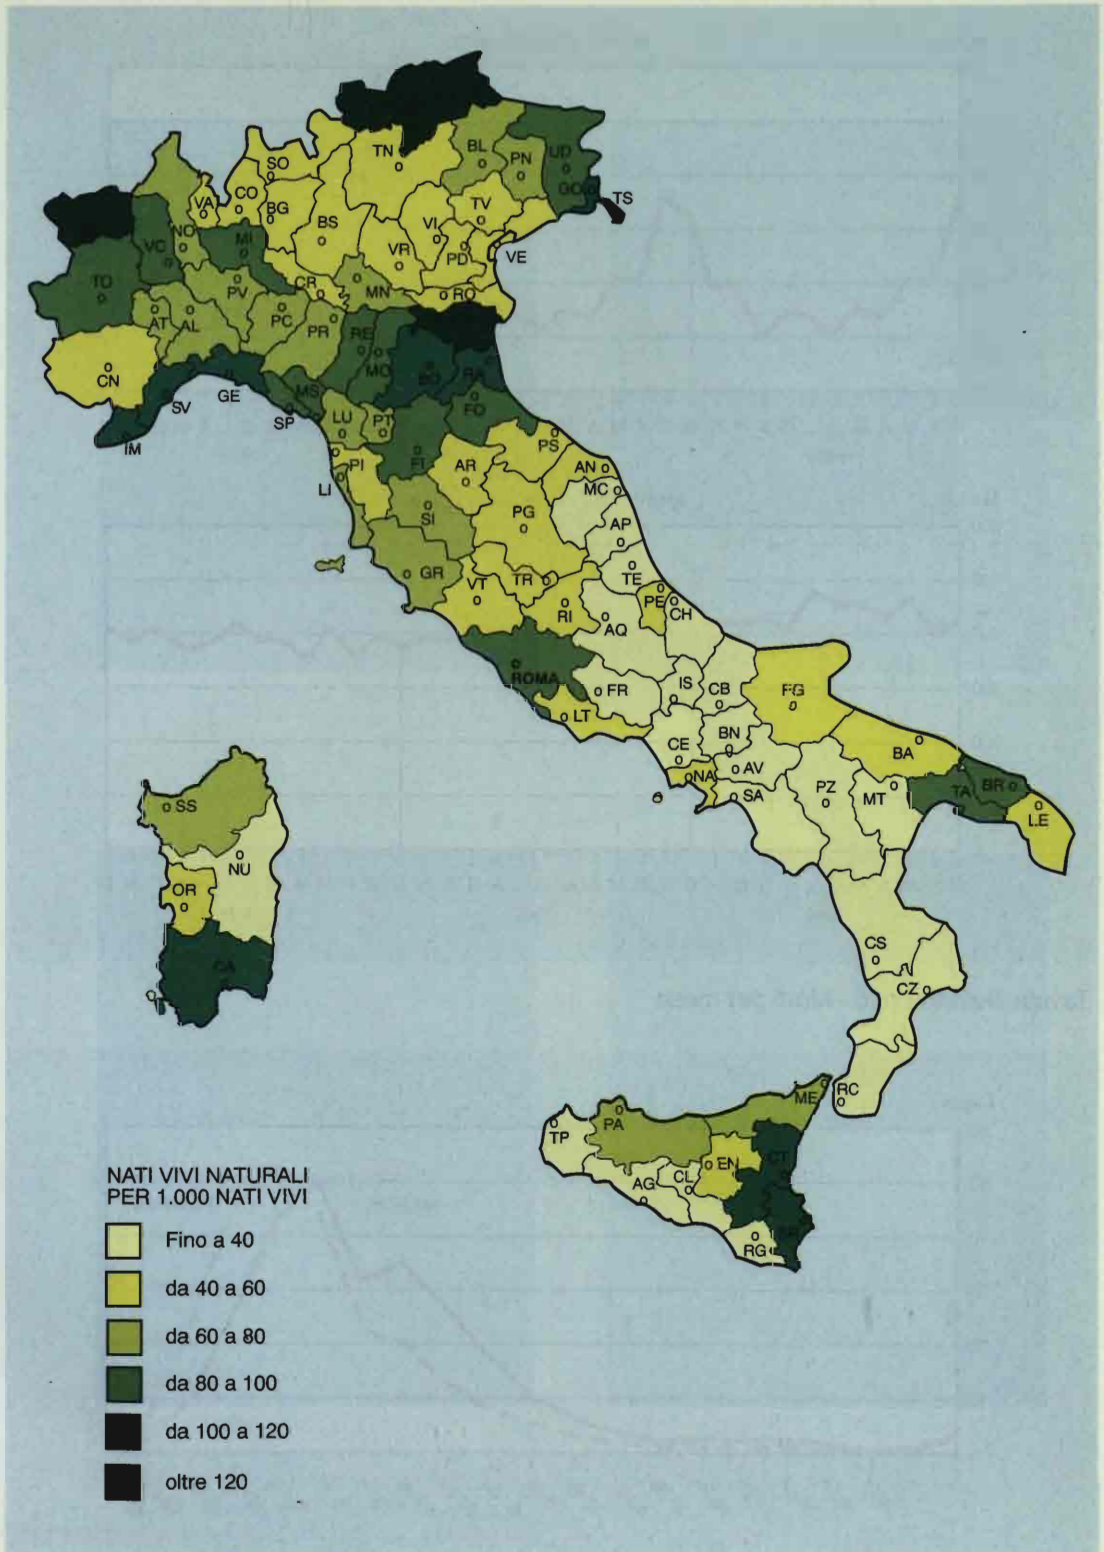 SO
TN
BL
PN
UD
GO
TS
VA
CO
BG
BS
VI
TV
VC
NO
MI
VR
PD
VE
TO
PV
CR
MN
RO
AT
AL
PC
PR
RE
MO
BO
RA
CN
SV
GE
SP
MS
IM
LU
PT
FO
FI
PS
PI
AR
AN
LI
MC
SI
PG
AP
GR
VT
TR
TE
RI
PE
CH
AQ
ROMA
FR
IS
CB
FG
LT
CE
BN
BA
NA
AV
SA
PZ
MT
TA
BR
LE
SS
NU
OR
CA
CS
CZ
RC
ME
TP
PA
EN
CT
AG
CL
RG
NATI VIVI NATURALI
PER 1.000 NATI VIVI
Fino a 40
da 40 a 60
da 60 a 80
da 80 a 100
da 100 a 120
oltre 120